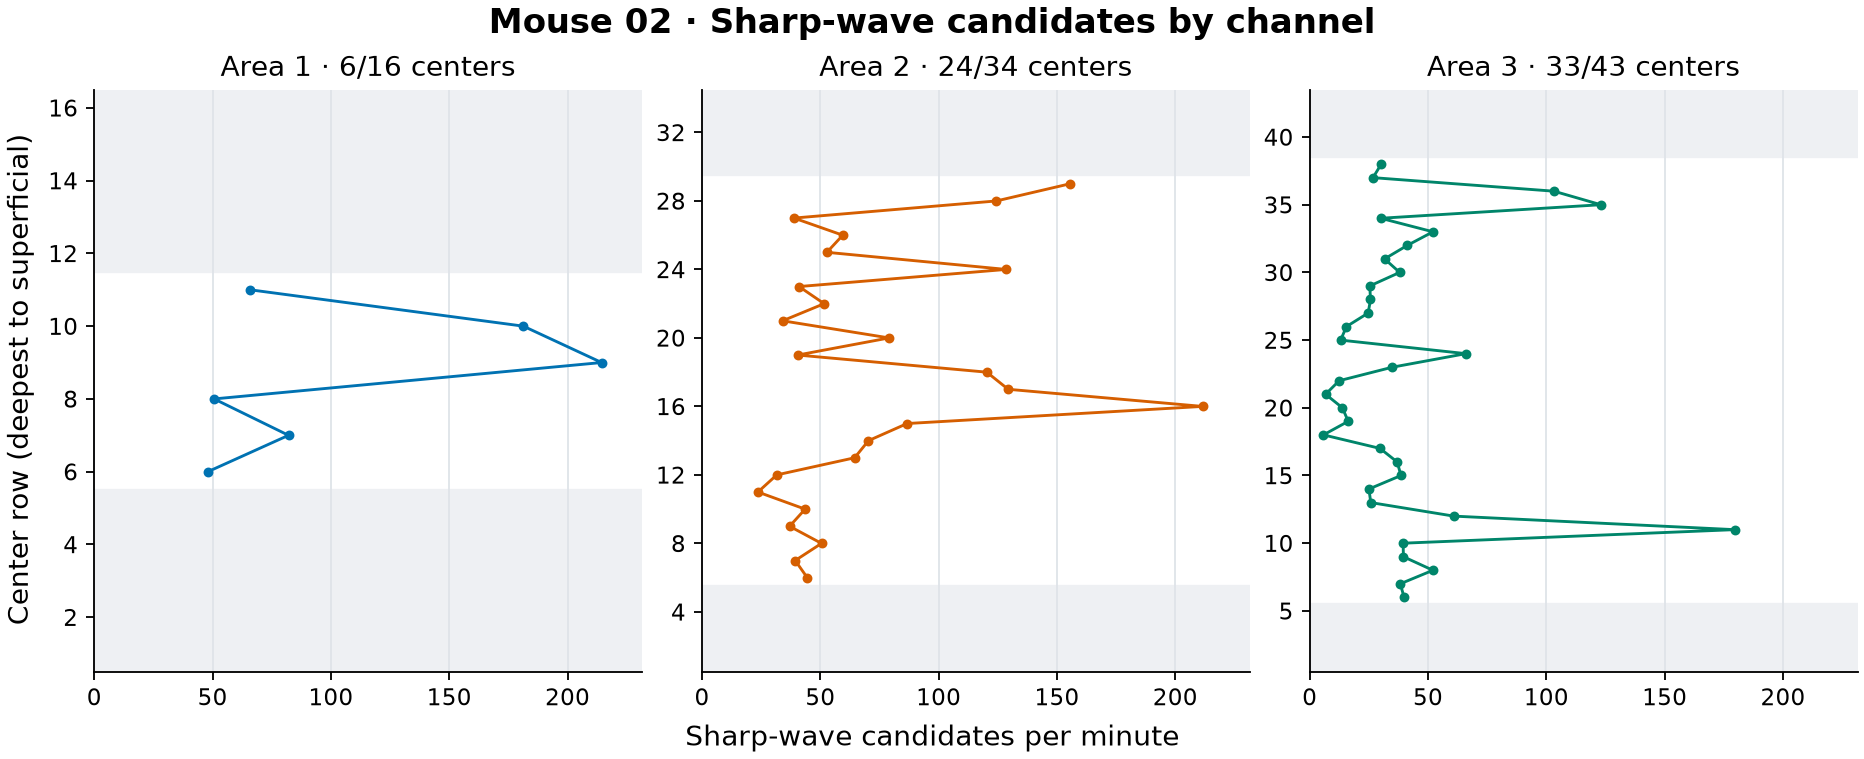 Mouse 02 · Sharp-wave candidates by channel
Area 1 · 6/16 centers
Area 2 · 24/34 centers
Area 3 · 33/43 centers
Center row (deepest to superficial)
16
14
12
10
8
6
4
2
0 50 100 150 200
32
28
24
20
16
12
8
4
0 50 100 150 200
40
35
30
25
20
15
10
5
0 50 100 150 200
Sharp-wave candidates per minute